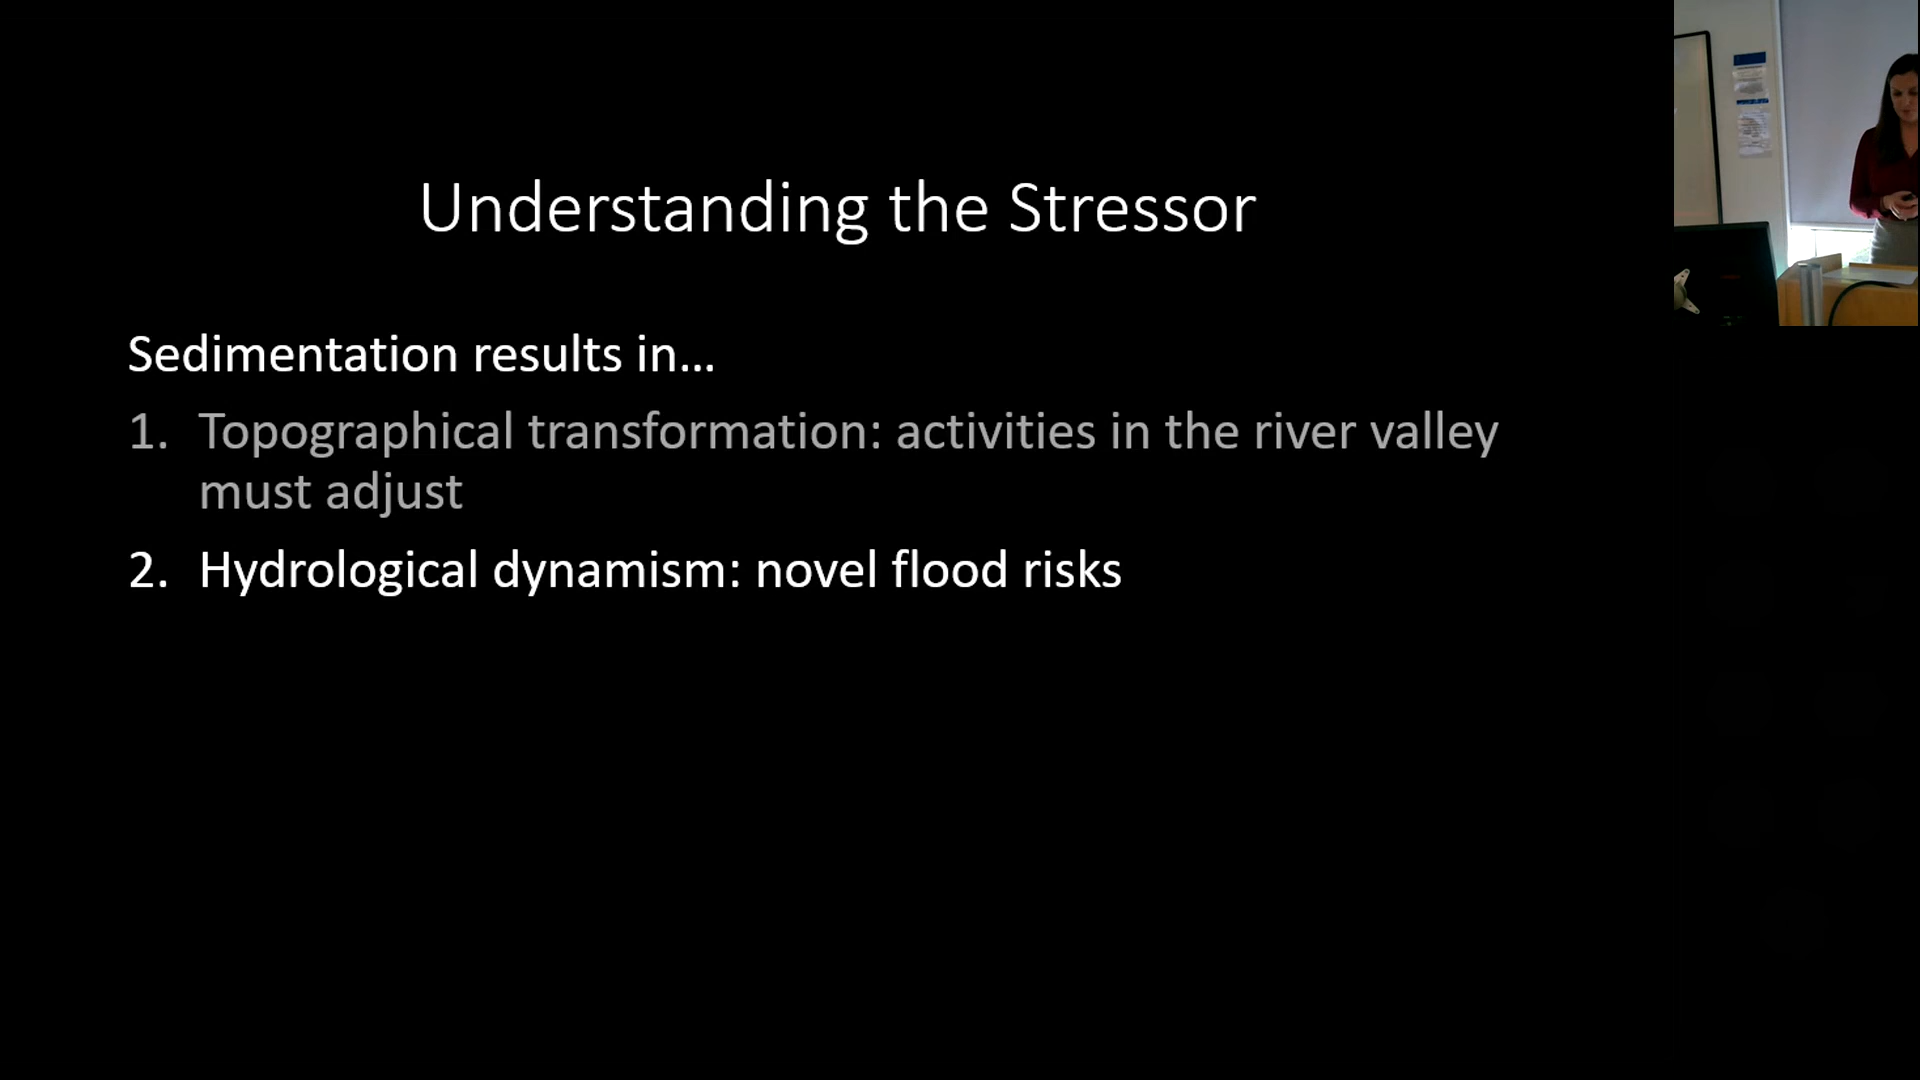 Understanding the Stressor
Sedimentation results in...
1. Topographical transformation: activities in the river valley
must adjust
2. Hydrological dynamism: novel flood risks